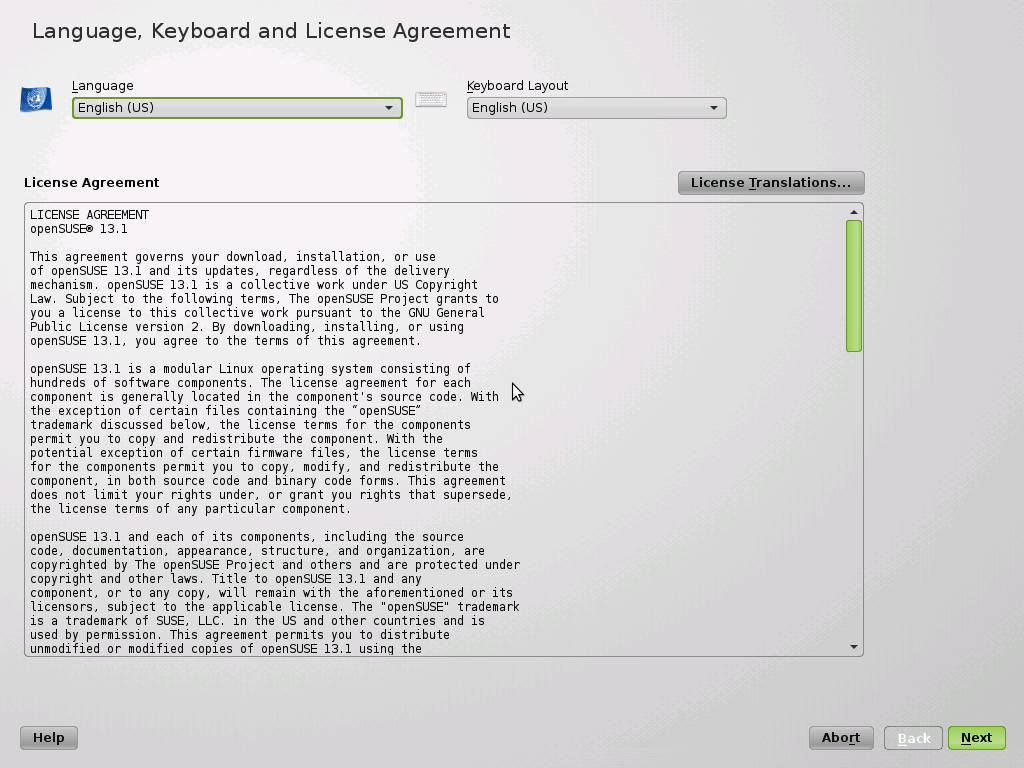 Language, Keyboard and License Agreement
Language
Keyboard Layout
English (US)
English (US)
License Agreement
License Translations...
LICENSE AGREEMENT
openSUSE® 13.1
This agreement governs your download, installation, or use
of openSUSE 13.1 and its updates, regardless of the delivery
mechanism. openSUSE 13.1 is a collective work under US Copyright
Law. Subject to the following terms, The openSUSE Project grants to
you a license to this collective work pursuant to the GNU General
Public License version 2. By downloading, installing, or using
openSUSE 13.1, you agree to the terms of this agreement.
openSUSE 13.1 is a modular Linux operating system consisting of
hundreds of software components. The license agreement for each
component is generally located in the component's source code. With
the exception of certain files containing the “openSUSE”
trademark discussed below, the license terms for the components
permit you to copy and redistribute the component. With the
potential exception of certain firmware files, the license terms
for the components permit you to copy, modify, and redistribute the
component, in both source code and binary code forms. This agreement
does not limit your rights under, or grant you rights that supersede,
the license terms of any particular component.
openSUSE 13.1 and each of its components, including the source
code, documentation, appearance, structure, and organization, are
copyrighted by The openSUSE Project and others and are protected under
copyright and other laws. Title to openSUSE 13.1 and any
component, or to any copy, will remain with the aforementioned or its
licensors, subject to the applicable license. The "openSUSE" trademark
is a trademark of SUSE, LLC. in the US and other countries and is
used by permission. This agreement permits you to distribute
unmodified or modified copies of openSUSE 13.1 using the
Help
Abort
Back
Next